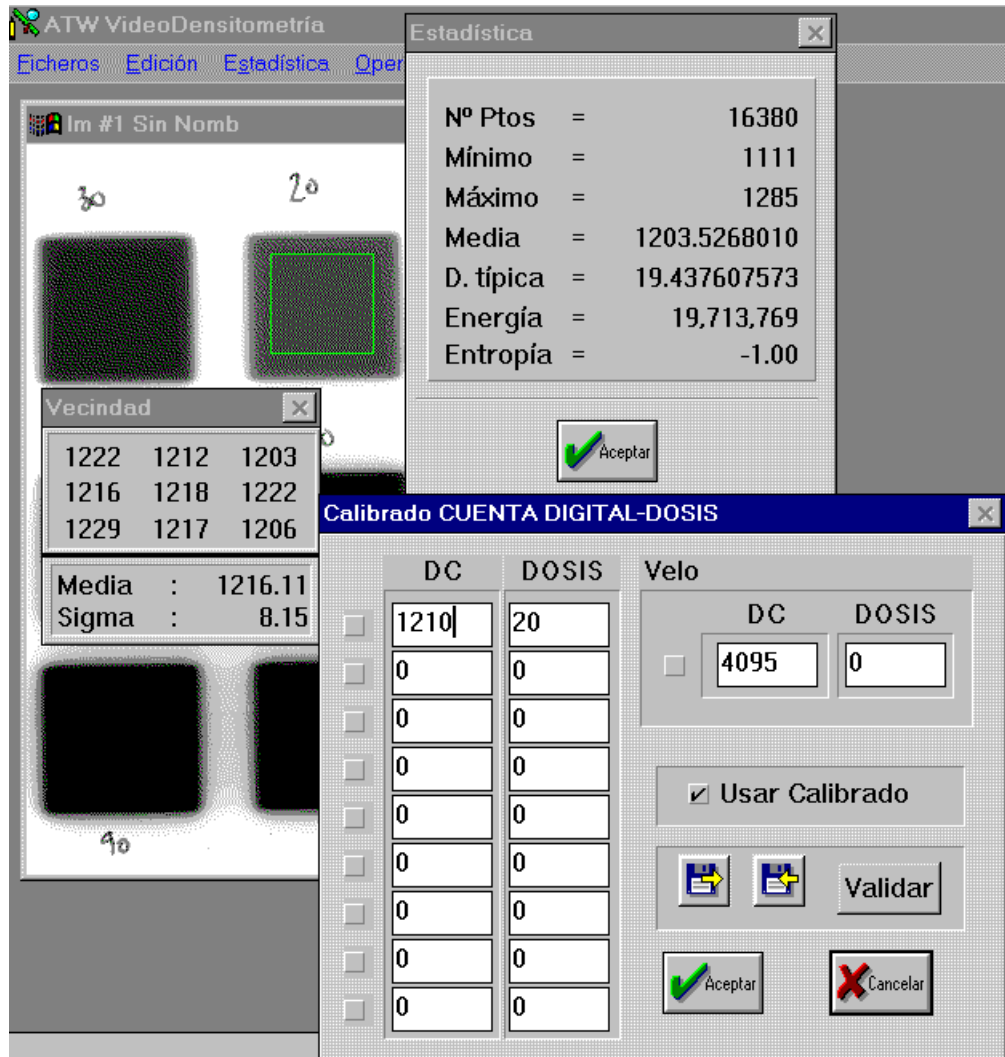 ATW VideoDensitometría
Ficheros Edición Estadística Oper
Im #1 Sin Nomb
30 20
Estadística
Nº Ptos = 16380
Mínimo = 1111
Máximo = 1285
Media = 1203.5268010
D. típica = 19.437607573
Energía = 19,713,769
Entropía = -1.00
Aceptar
Vecindad
1222 1212 1203
1216 1218 1222
1229 1217 1206
Media : 1216.11
Sigma : 8.15
90
Calibrado CUENTA DIGITAL-DOSIS
DC DOSIS
1210 20
0 0
0 0
0 0
0 0
0 0
0 0
0 0
0 0
Velo
DC DOSIS
4095 0
Usar Calibrado
Validar
Aceptar Cancelar